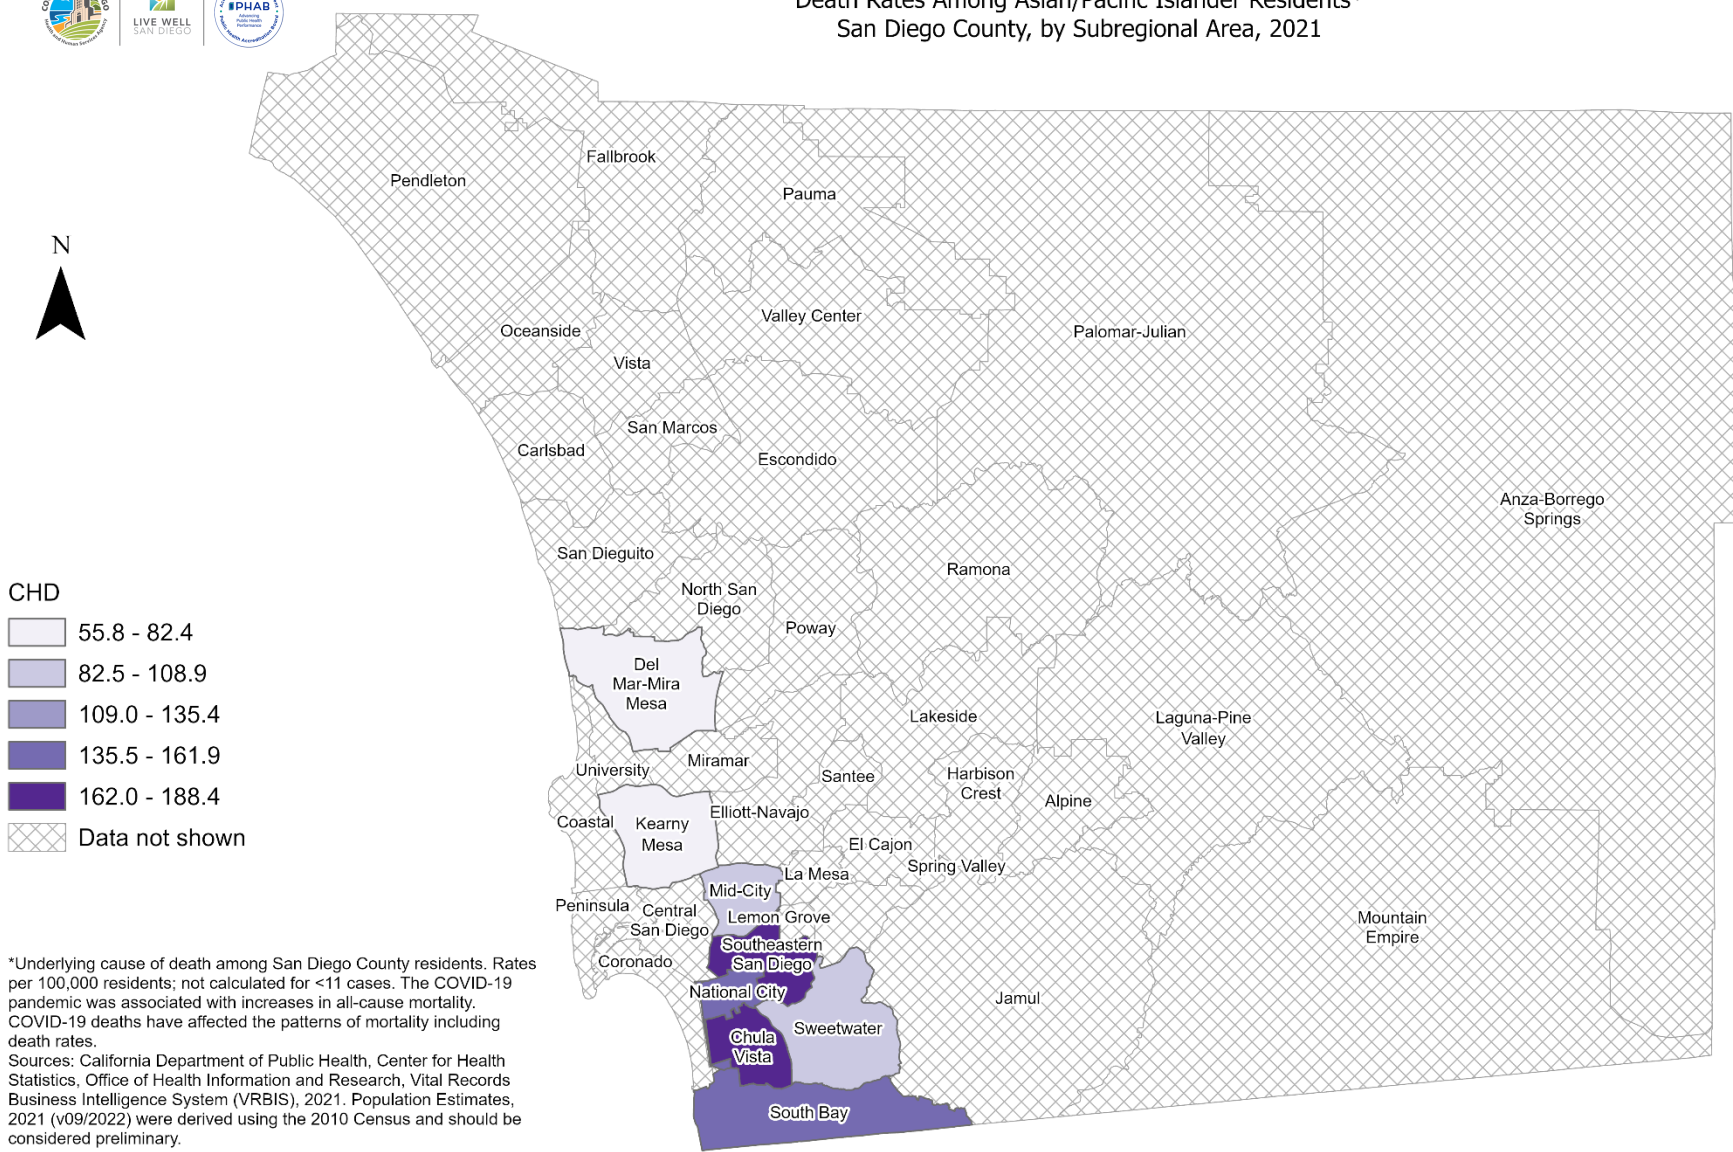 LIVE WELL
SAN DIEGO
PHAB
Advancing
Public Health
Performance
Death Rates Among Asian/Pacific Islander Residents*
San Diego County, by Subregional Area, 2021
N
Pendleton
Fallbrook
Pauma
Oceanside
Vista
Valley Center
Palomar-Julian
San Marcos
Carlsbad
Escondido
Anza-Borrego
Springs
San Dieguito
North San
Diego
Ramona
Poway
Del
Mar-Mira
Mesa
Lakeside
Laguna-Pine
Valley
Miramar
University
Santee
Harbison
Crest
Alpine
Coastal
Kearny
Mesa
Elliott-Navajo
El Cajon
Spring Valley
La Mesa
Mid-City
Peninsula
Central
San Diego
Lemon Grove
Mountain
Empire
Southeastern
San Diego
Coronado
National City
Jamul
Sweetwater
Chula
Vista
South Bay
CHD
55.8 - 82.4
82.5 - 108.9
109.0 - 135.4
135.5 - 161.9
162.0 - 188.4
Data not shown
*Underlying cause of death among San Diego County residents. Rates
per 100,000 residents; not calculated for <11 cases. The COVID-19
pandemic was associated with increases in all-cause mortality.
COVID-19 deaths have affected the patterns of mortality including
death rates.
Sources: California Department of Public Health, Center for Health
Statistics, Office of Health Information and Research, Vital Records
Business Intelligence System (VRBIS), 2021. Population Estimates,
2021 (v09/2022) were derived using the 2010 Census and should be
considered preliminary.